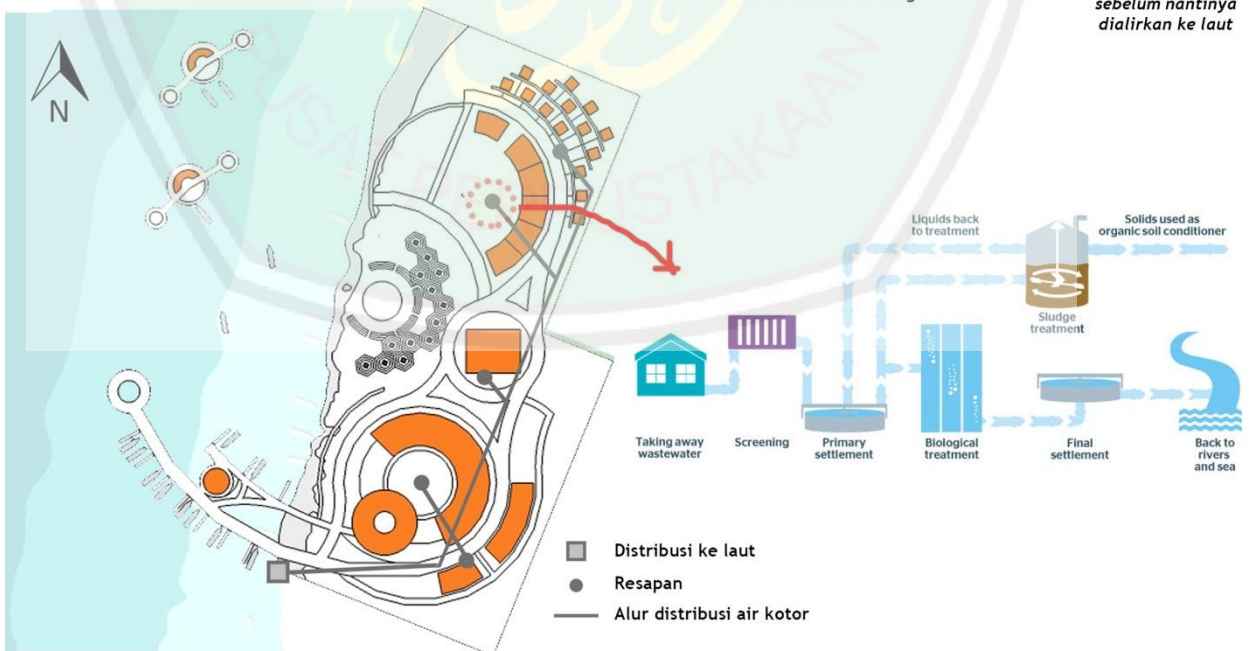 sebelum nantinya
dialirkan ke laut
N
PUSAT PERPUSTAKAAN
Liquids back
to treatment
Solids used as
organic soil conditioner
Sludge
treatment
Taking away
wastewater
Screening
Primary
settlement
Biological
treatment
Final
settlement
Back to
rivers
and sea
Distribusi ke laut
Resapan
Alur distribusi air kotor